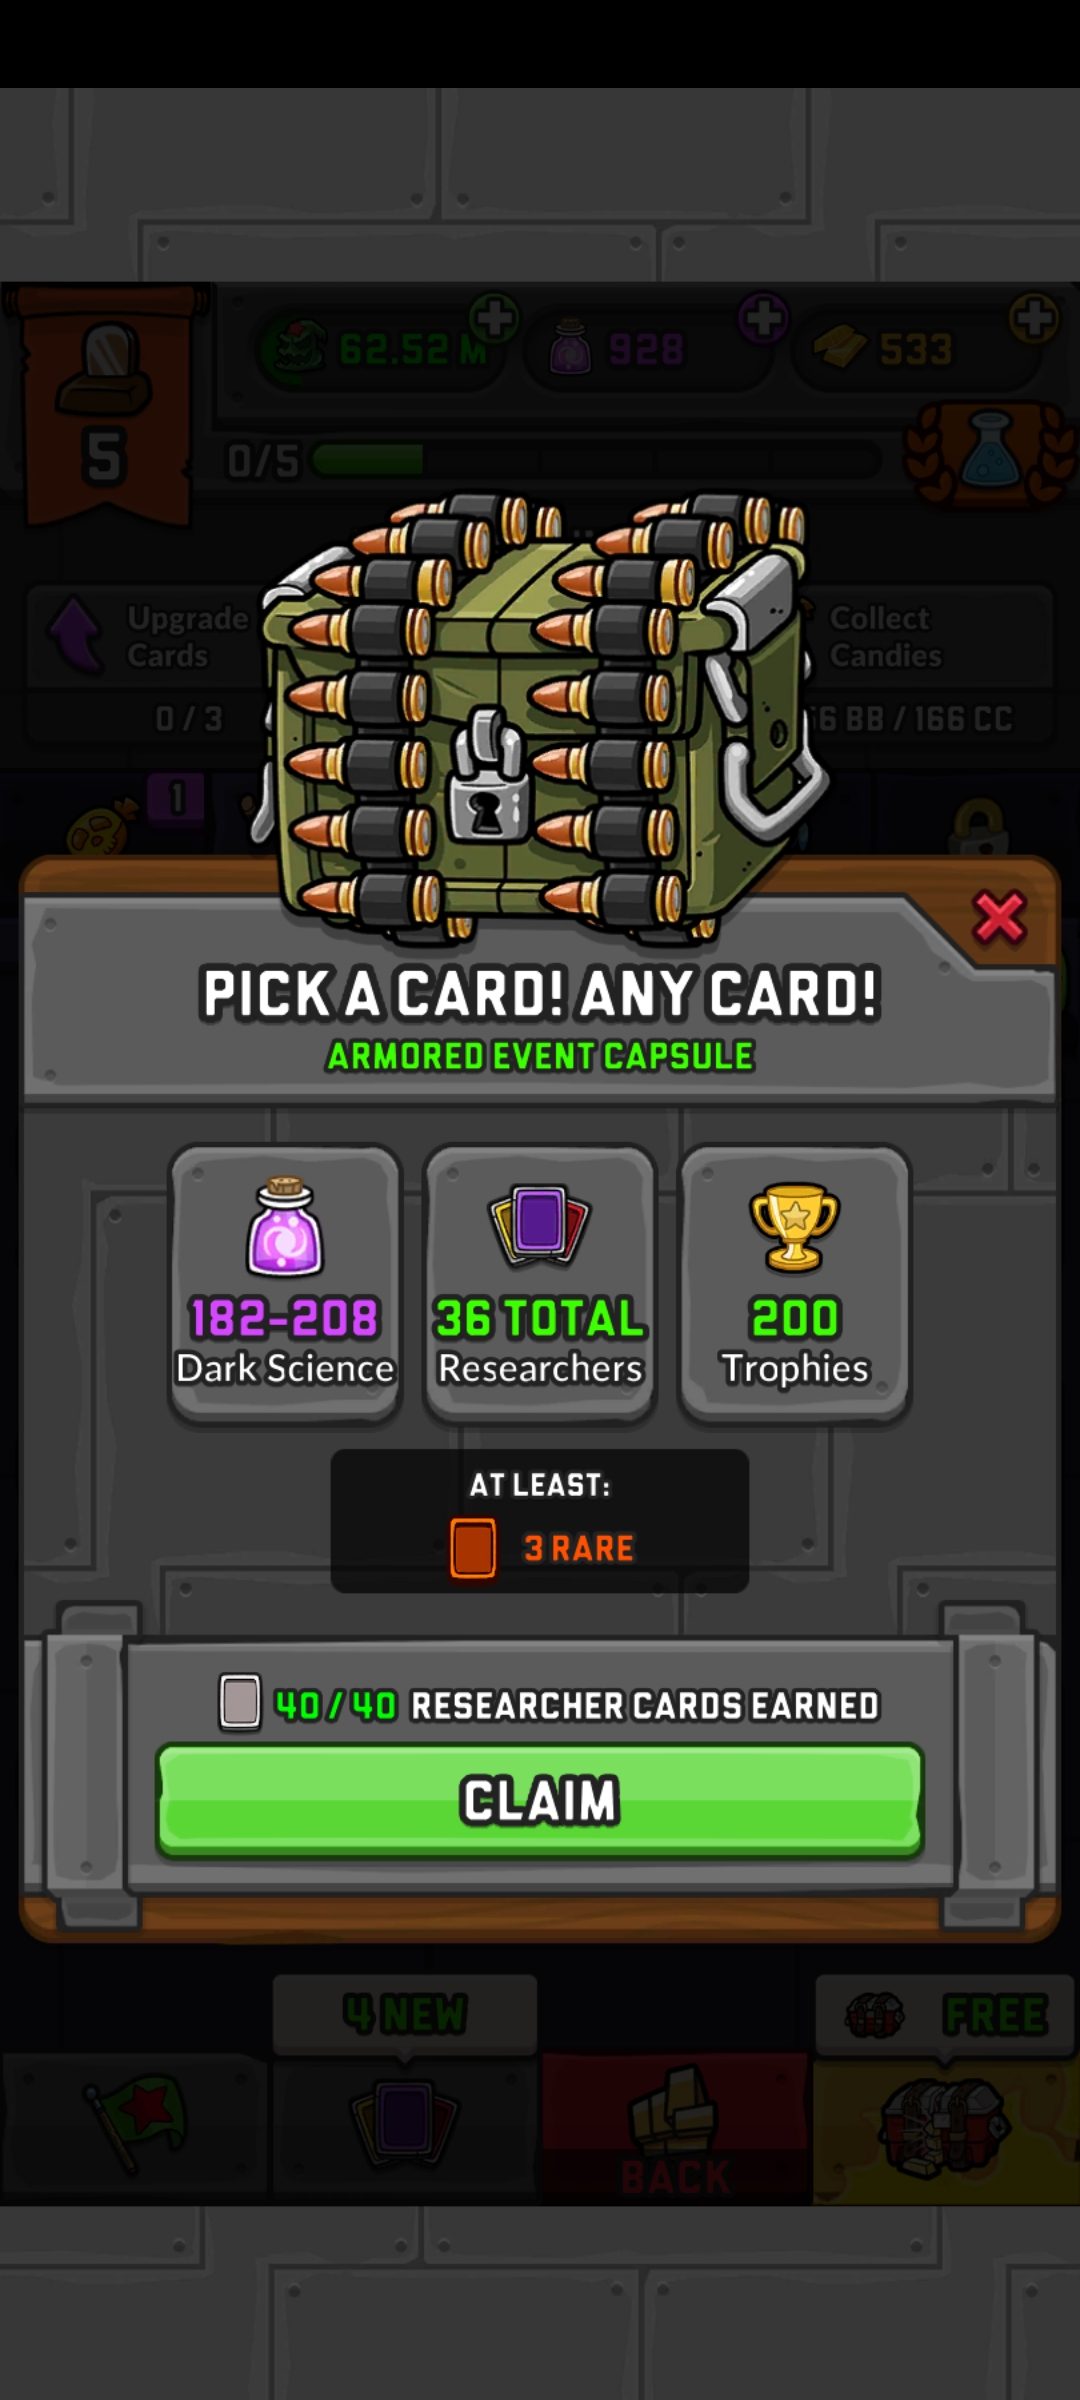 62.52 M
928
533
5
0/5
Upgrade
Cards
Collect
Candies
0 / 3
BB / 166 CC
1
PICK A CARD! ANY CARD!
ARMORED EVENT CAPSULE
182-208
36 TOTAL
200
Dark Science
Researchers
Trophies
AT LEAST:
3 RARE
40/40 RESEARCHER CARDS EARNED
CLAIM
4 NEW
FREE
BACK